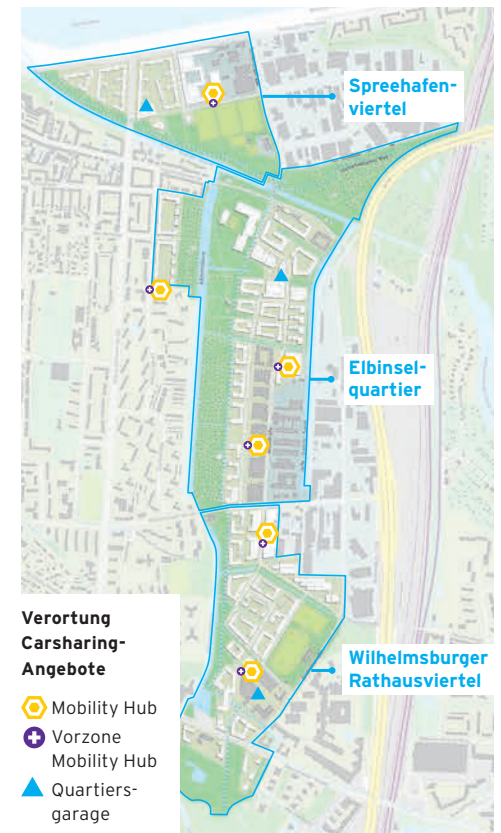 Spreehafen-
viertel
Elbinsel-
quartier
Wilhelmsburger
Rathausviertel
Verortung
Carsharing-
Angebote
Mobility Hub
Vorzone
Mobility Hub
Quartiers-
garage